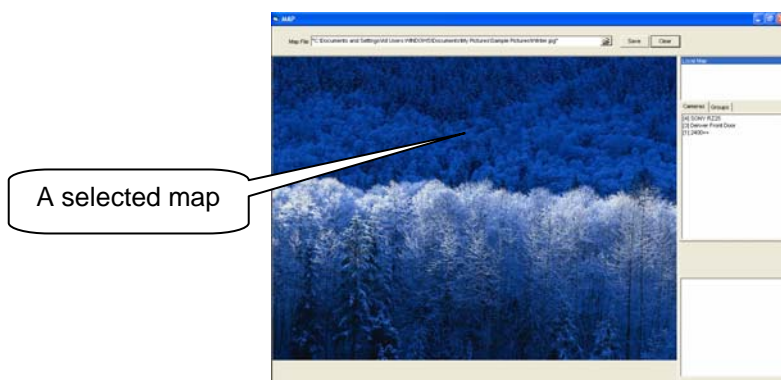 MAP
Map File "C:\Documents and Settings\All Users.WINDOWS\Documents\My Pictures\Sample Pictures\Winter.jpg" Save Clear
Local Map
A selected map
Cameras Groups
[4] SONY RZ25
[3] Denver Front Door
[1] 2400++